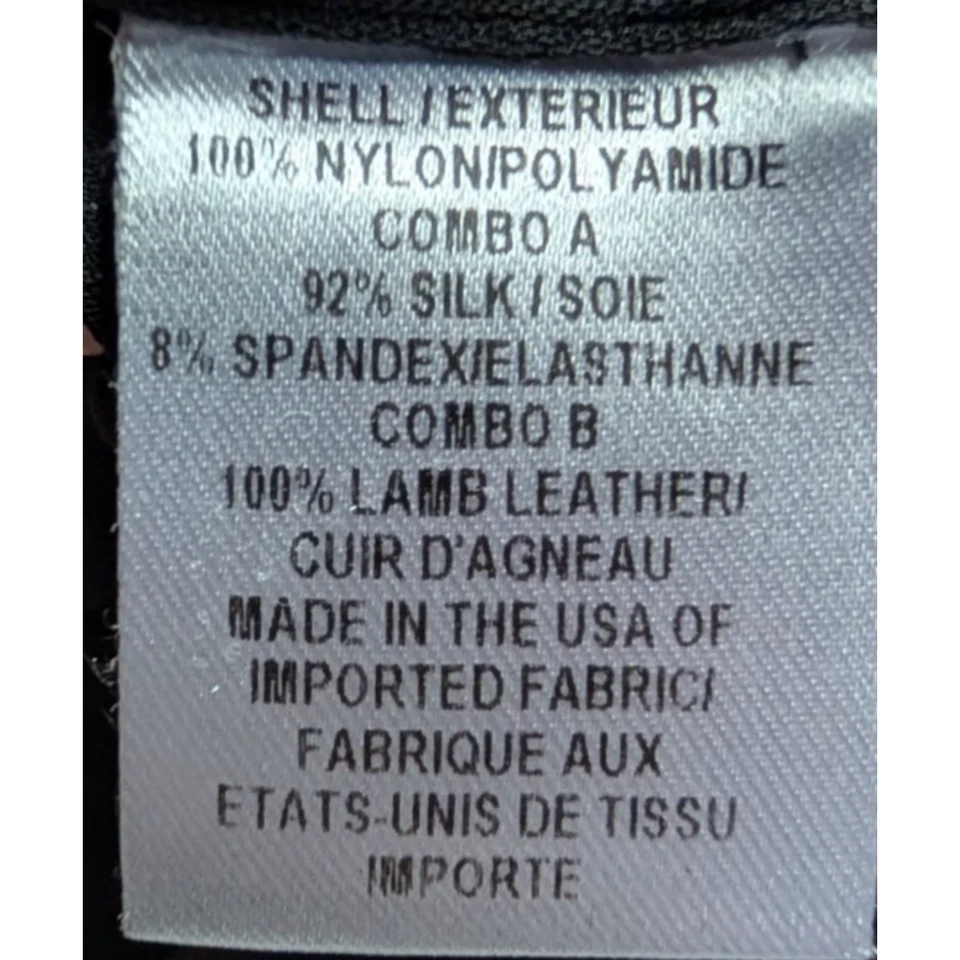 SHELL / EXTERIEUR
100% NYLON/POLYAMIDE
COMBO A
92% SILK / SOIE
8% SPANDEX/ELASTHANNE
COMBO B
100% LAMB LEATHER/
CUIR D'AGNEAU
MADE IN THE USA OF
IMPORTED FABRIC/
FABRIQUE AUX
ETATS-UNIS DE TISSU
IMPORTE